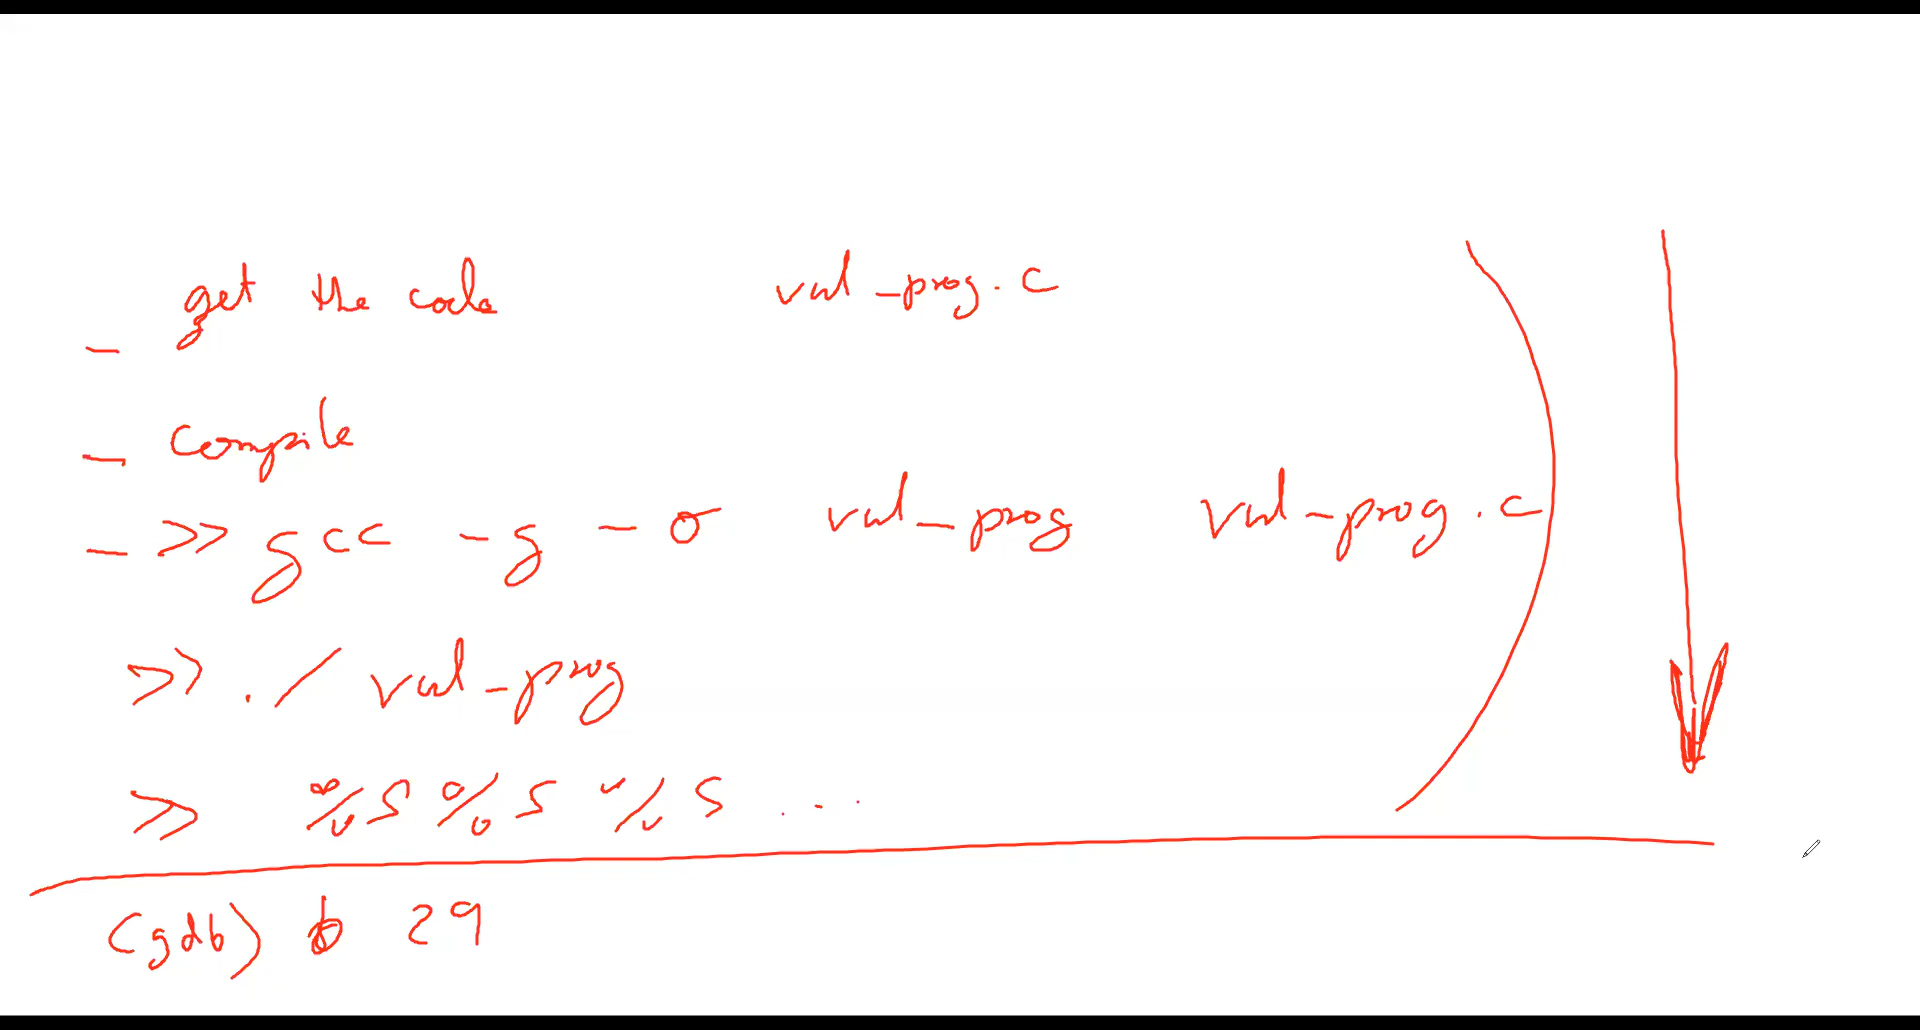 - get the code vul_prog.c
- compile
- >> gcc -g -o vul_prog vul_prog.c
>> ./vul_prog
>> %s %s %s ...
(gdb) b 29